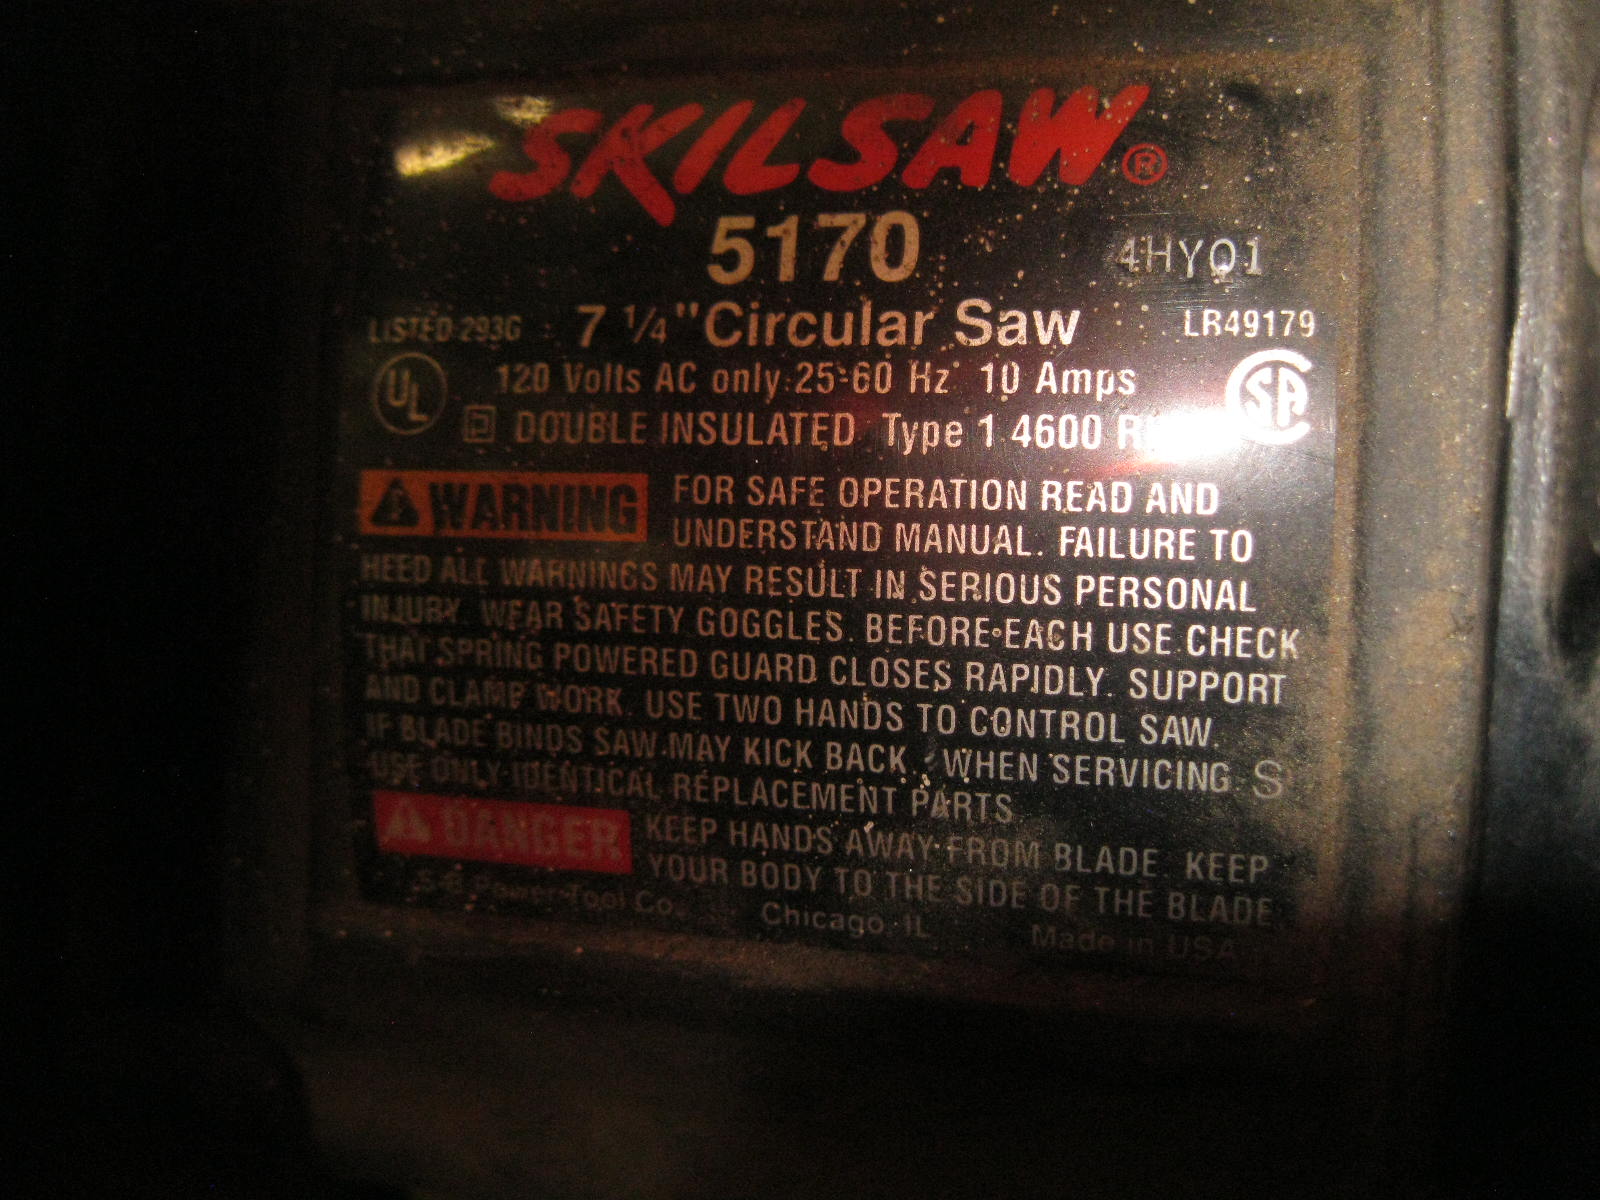 SKILSAW®
5170 4HYQ1
LISTED 293G 7 1/4" Circular Saw LR49179
UL 120 Volts AC only 25-60 Hz 10 Amps SA
DOUBLE INSULATED Type 1 4600 R
WARNING FOR SAFE OPERATION READ AND
UNDERSTAND MANUAL. FAILURE TO
HEED ALL WARNINGS MAY RESULT IN SERIOUS PERSONAL
INJURY. WEAR SAFETY GOGGLES. BEFORE EACH USE CHECK
THAT SPRING POWERED GUARD CLOSES RAPIDLY. SUPPORT
AND CLAMP WORK. USE TWO HANDS TO CONTROL SAW.
IF BLADE BINDS SAW MAY KICK BACK. WHEN SERVICING S
USE ONLY IDENTICAL REPLACEMENT PARTS
DANGER KEEP HANDS AWAY FROM BLADE. KEEP
YOUR BODY TO THE SIDE OF THE BLADE
S-B Power Tool Co. Chicago, IL Made in USA